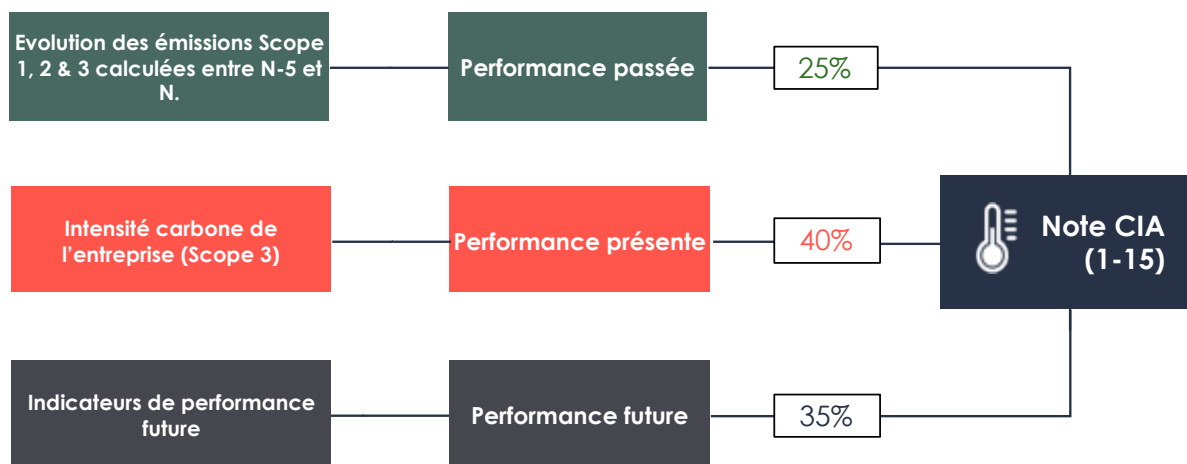 Evolution des émissions Scope
1, 2 & 3 calculées entre N-5 et
N.
Performance passée
25%
Intensité carbone de
l'entreprise (Scope 3)
Performance présente
40%
Note CIA
(1-15)
Indicateurs de performance
future
Performance future
35%